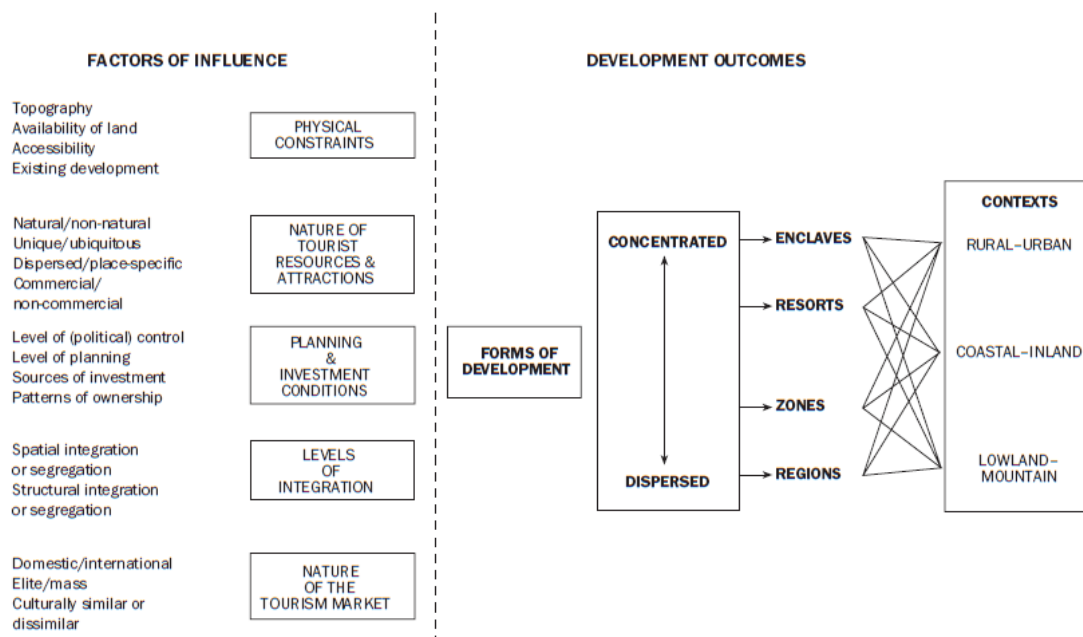 FACTORS OF INFLUENCE
DEVELOPMENT OUTCOMES
Topography
Availability of land
Accessibility
Existing development
PHYSICAL
CONSTRAINTS
Natural/non-natural
Unique/ubiquitous
Dispersed/place-specific
Commercial/
non-commercial
NATURE OF
TOURIST
RESOURCES &
ATTRACTIONS
Level of (political) control
Level of planning
Sources of investment
Patterns of ownership
PLANNING
&
INVESTMENT
CONDITIONS
Spatial integration
or segregation
Structural integration
or segregation
LEVELS
OF
INTEGRATION
Domestic/international
Elite/mass
Culturally similar or
dissimilar
NATURE
OF THE
TOURISM MARKET
FORMS OF
DEVELOPMENT
CONCENTRATED
DISPERSED
ENCLAVES
RESORTS
ZONES
REGIONS
CONTEXTS
RURAL–URBAN
COASTAL–INLAND
LOWLAND–
MOUNTAIN